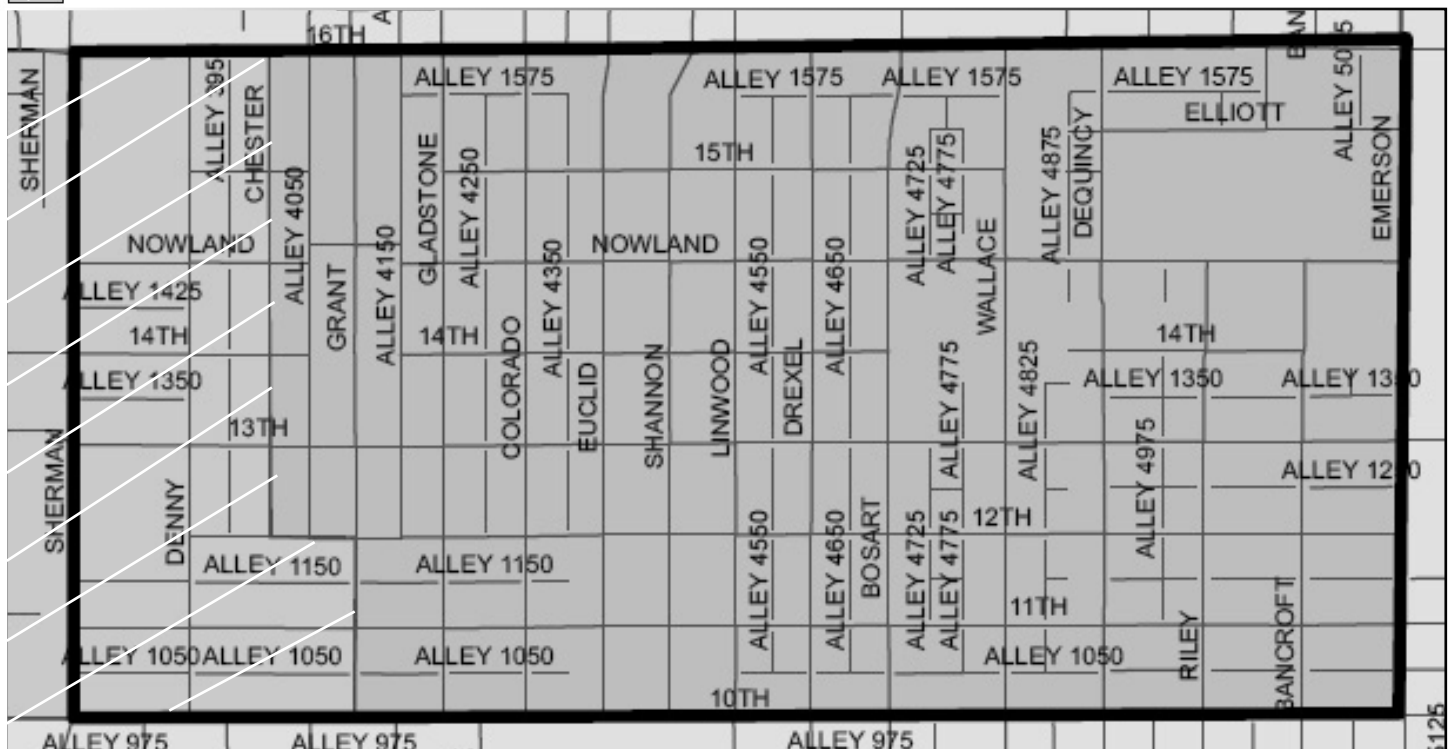 16TH
SHERMAN
CHESTER
ALLEY 1575
ALLEY 1575
ALLEY 1575
ALLEY 1575
ELLIOTT
EMERSON
GLADSTONE
ALLEY 4050
ALLEY 4150
ALLEY 4250
15TH
ALLEY 4725
ALLEY 4775
ALLEY 4875
DEQUINCY
NOWLAND
NOWLAND
ALLEY 4350
ALLEY 4550
ALLEY 4650
WALLACE
ALLEY 1425
GRANT
14TH
14TH
14TH
ALLEY 1350
COLORADO
EUCLID
SHANNON
LINWOOD
DREXEL
ALLEY 4775
ALLEY 4825
ALLEY 1350
ALLEY 1350
13TH
SHERMAN
DENNY
ALLEY 4975
12TH
ALLEY 1150
ALLEY 1150
ALLEY 4550
ALLEY 4650
BOSART
ALLEY 4725
ALLEY 4775
11TH
RILEY
BANCROFT
ALLEY 1050
ALLEY 1050
ALLEY 1050
ALLEY 1050
10TH
ALLEY 975
ALLEY 975
ALLEY 975